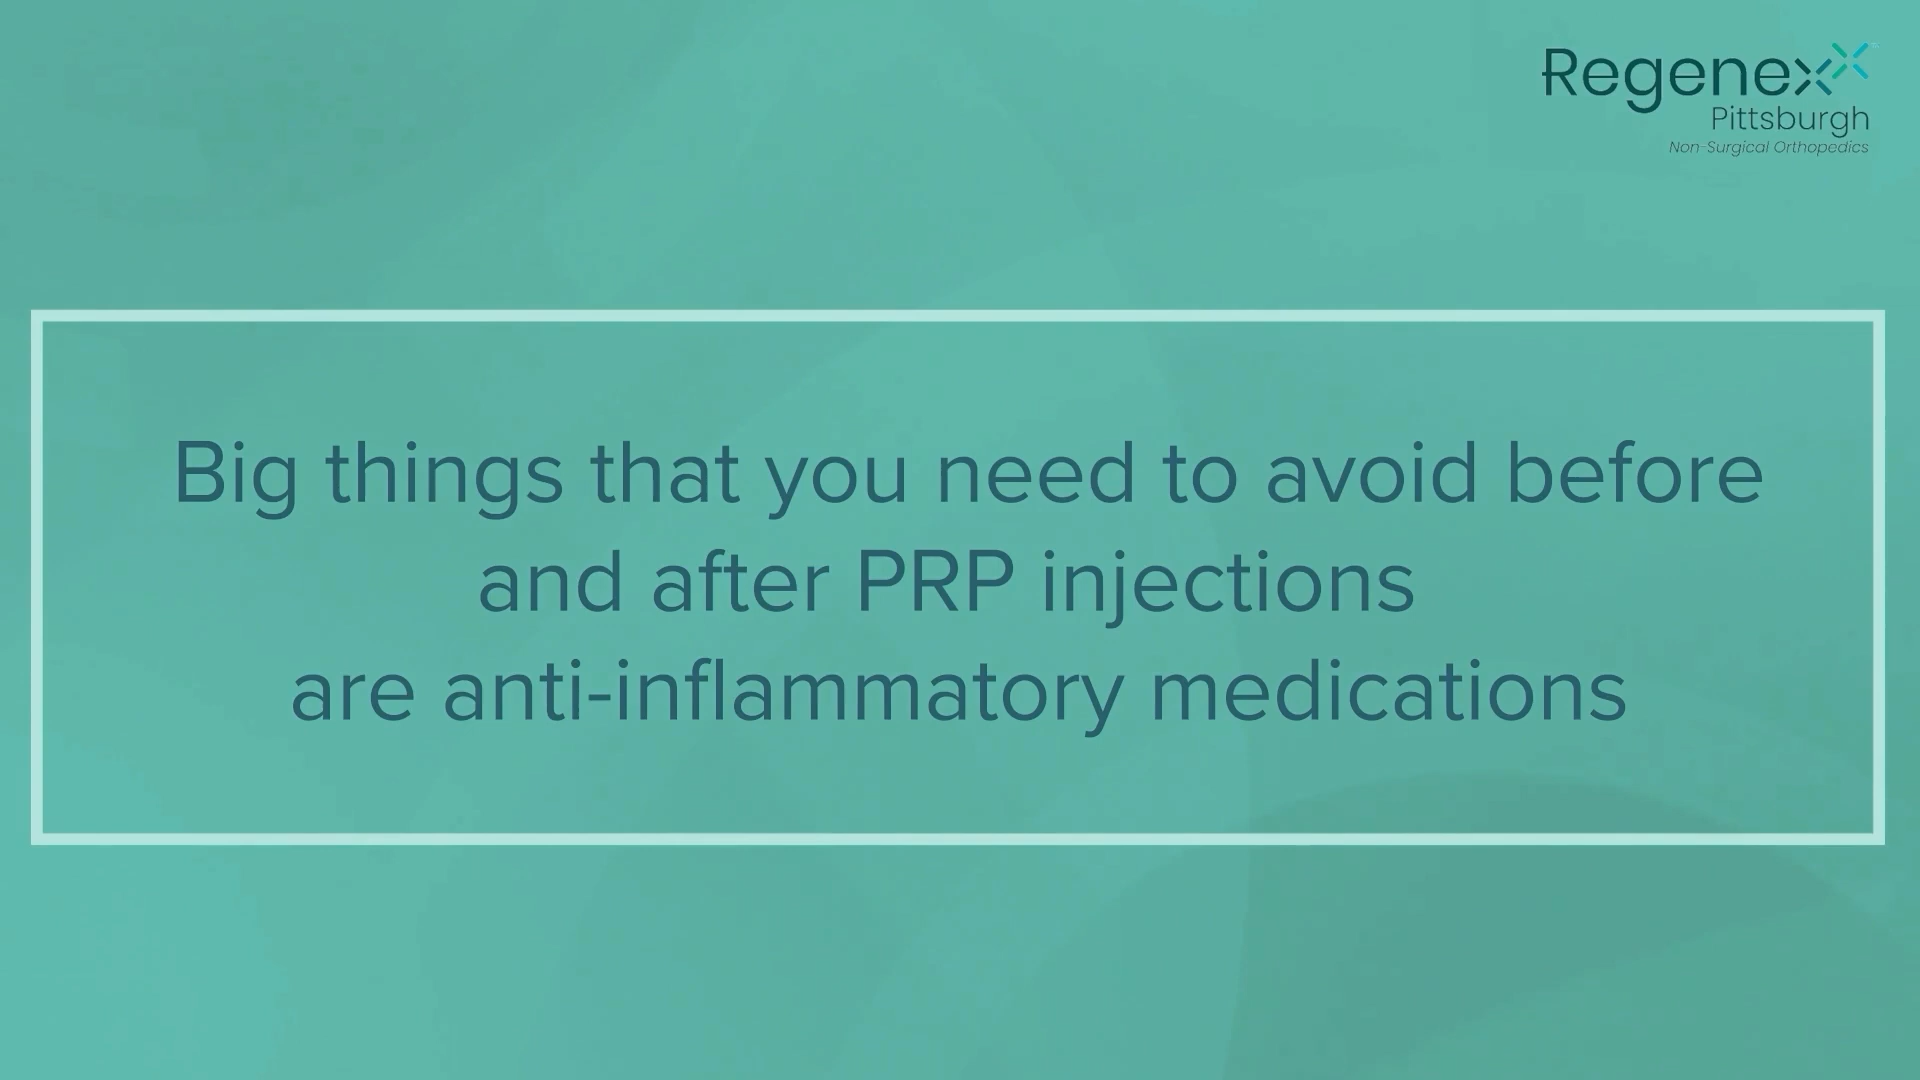 Regenexx
Pittsburgh
Non-Surgical Orthopedics
Big things that you need to avoid before
and after PRP injections
are anti-inflammatory medications